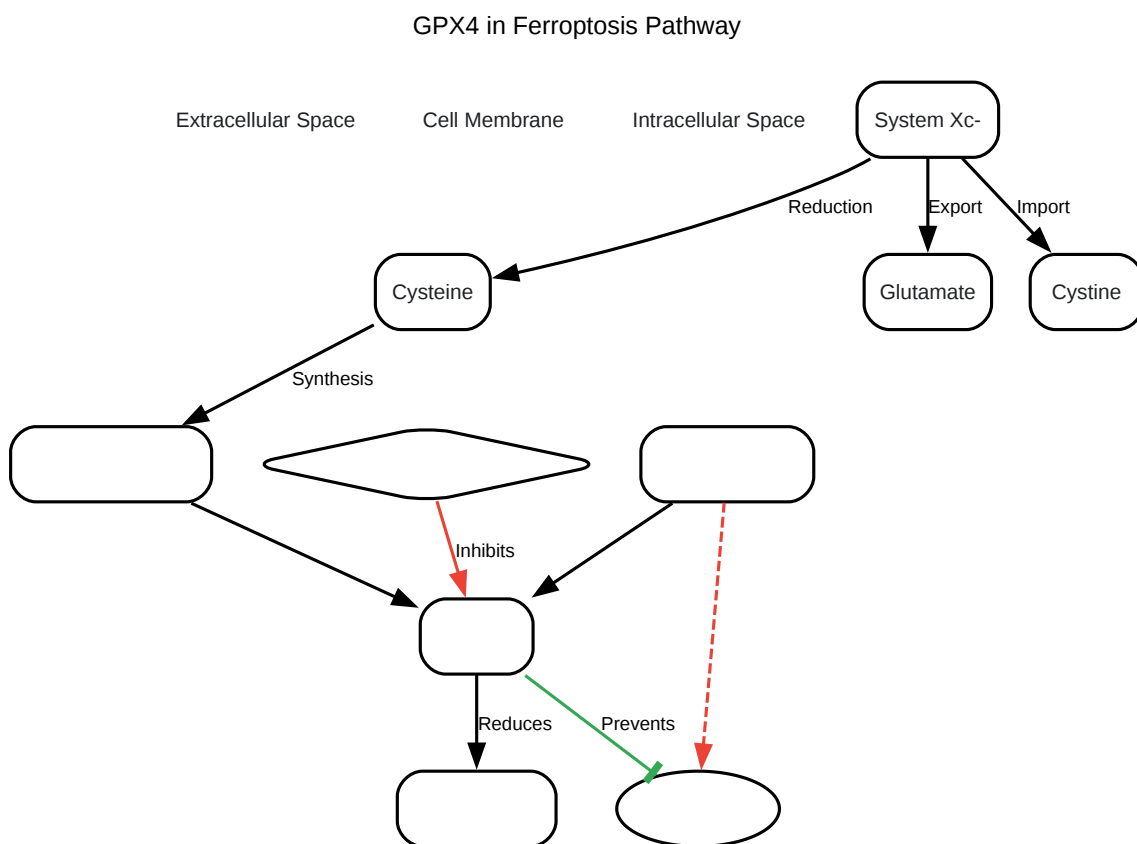 GPX4 in Ferroptosis Pathway
Extracellular Space
Cell Membrane
Intracellular Space
System Xc-
Reduction
Export
Import
Cysteine
Glutamate
Cystine
Synthesis
Inhibits
Reduces
Prevents